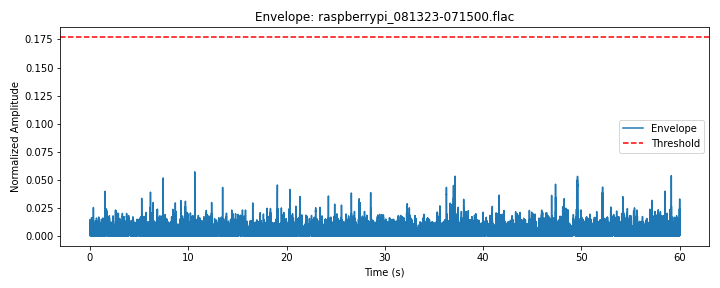 Envelope: raspberrypi_081323-071500.flac
Normalized Amplitude
0.175
0.150
0.125
0.100
0.075
0.050
0.025
0.000
Envelope
Threshold
0 10 20 30 40 50 60
Time (s)